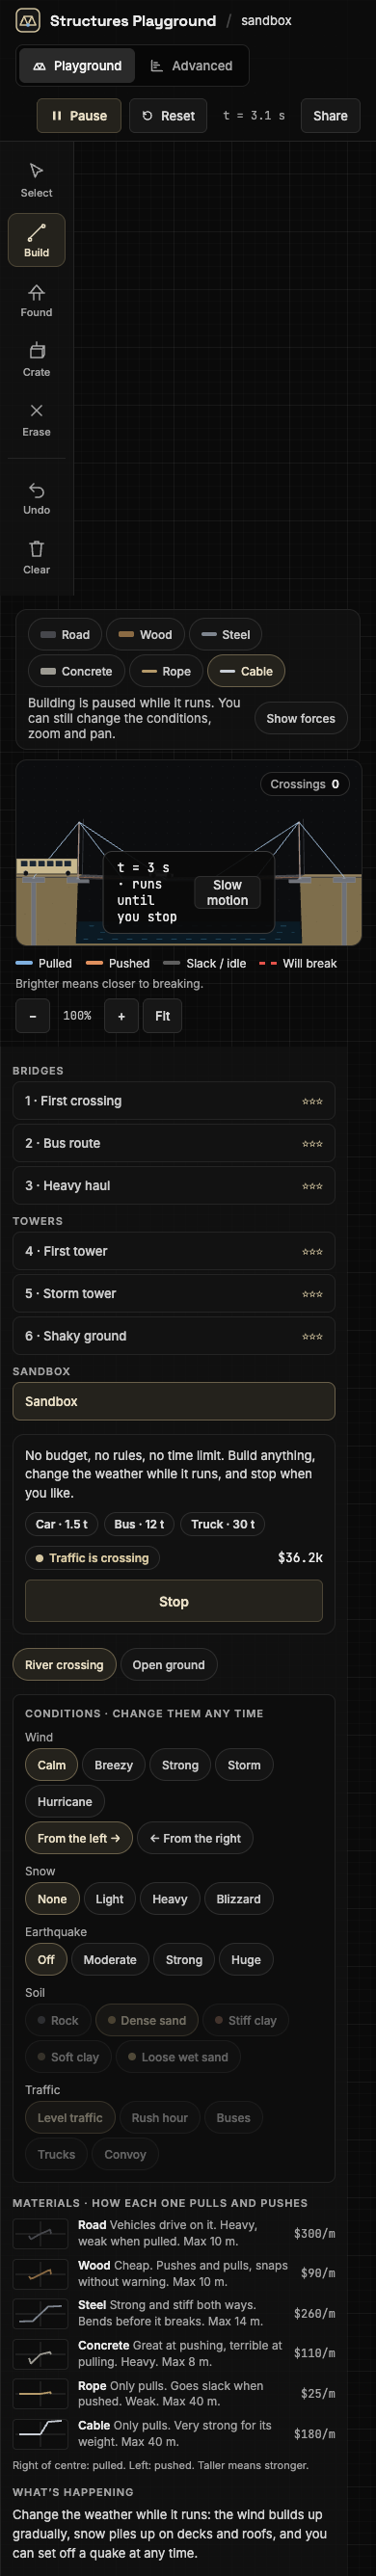 Structures Playground / sandbox
Playground Advanced
Pause Reset t = 3.1 s Share
Select
Build
Found
Crate
Erase
Undo
Clear
Road Wood Steel
Concrete Rope Cable
Building is paused while it runs. You
can still change the conditions,
zoom and pan.
Show forces
Crossings 0
t = 3 s
· runs
until
you stop
Slow
motion
Pulled Pushed Slack / idle Will break
Brighter means closer to breaking.
− 100% + Fit
BRIDGES
1 · First crossing ☆☆☆
2 · Bus route ☆☆☆
3 · Heavy haul ☆☆☆
TOWERS
4 · First tower ☆☆☆
5 · Storm tower ☆☆☆
6 · Shaky ground ☆☆☆
SANDBOX
Sandbox
No budget, no rules, no time limit. Build anything,
change the weather while it runs, and stop when
you like.
Car · 1.5 t Bus · 12 t Truck · 30 t
Traffic is crossing $36.2k
Stop
River crossing Open ground
CONDITIONS · CHANGE THEM ANY TIME
Wind
Calm Breezy Strong Storm
Hurricane
From the left → ← From the right
Snow
None Light Heavy Blizzard
Earthquake
Off Moderate Strong Huge
Soil
Rock Dense sand Stiff clay
Soft clay Loose wet sand
Traffic
Level traffic Rush hour Buses
Trucks Convoy
MATERIALS · HOW EACH ONE PULLS AND PUSHES
Road Vehicles drive on it. Heavy,
weak when pulled. Max 10 m.
$300/m
Wood Cheap. Pushes and pulls, snaps
without warning. Max 10 m.
$90/m
Steel Strong and stiff both ways.
Bends before it breaks. Max 14 m.
$260/m
Concrete Great at pushing, terrible at
pulling. Heavy. Max 8 m.
$110/m
Rope Only pulls. Goes slack when
pushed. Weak. Max 40 m.
$25/m
Cable Only pulls. Very strong for its
weight. Max 40 m.
$180/m
Right of centre: pulled. Left: pushed. Taller means stronger.
WHAT'S HAPPENING
Change the weather while it runs: the wind builds up
gradually, snow piles up on decks and roofs, and you
can set off a quake at any time.